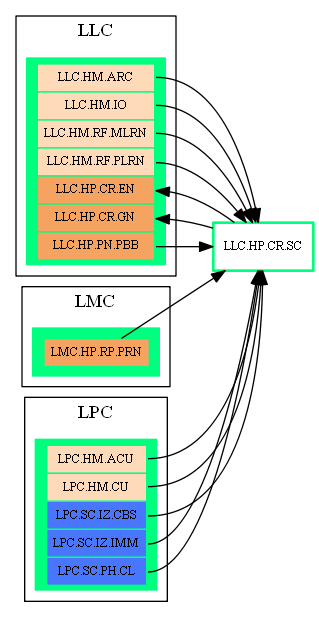 LLC
LLC.HM.ARC
LLC.HM.IO
LLC.HM.RF.MLRN
LLC.HM.RF.PLRN
LLC.HP.CR.EN
LLC.HP.CR.GN
LLC.HP.PN.PBB
LLC.HP.CR.SC
LMC
LMC.HP.RP.PRN
LPC
LPC.HM.ACU
LPC.HM.CU
LPC.SC.IZ.CBS
LPC.SC.IZ.IMM
LPC.SC.PH.CL